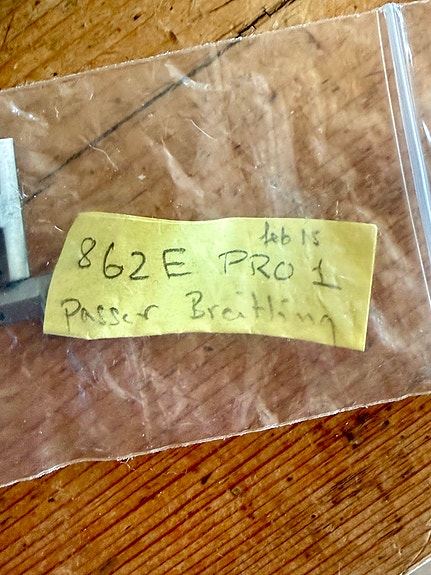 feb 15
862E PRO 1
Passer Breitling